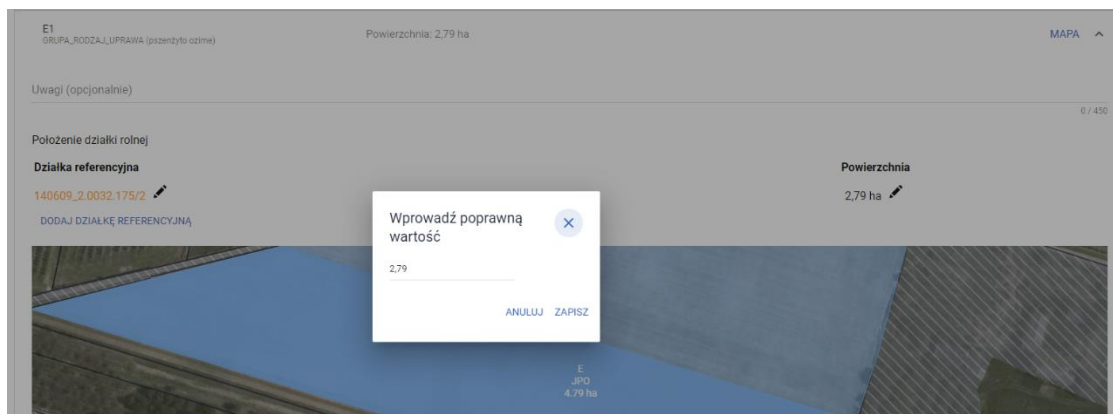 E1
GRUPA_RODZAJ_UPRAWA (pszenżyto ozime)
Powierzchnia: 2,79 ha
MAPA
Uwagi (opcjonalnie)
0 / 450
Położenie działki rolnej
Działka referencyjna
Powierzchnia
140609_2.0032.175/2
2,79 ha
DODAJ DZIAŁKĘ REFERENCYJNĄ
Wprowadź poprawną
wartość
2,79
ANULUJ ZAPISZ
E
JPO
4.79 ha